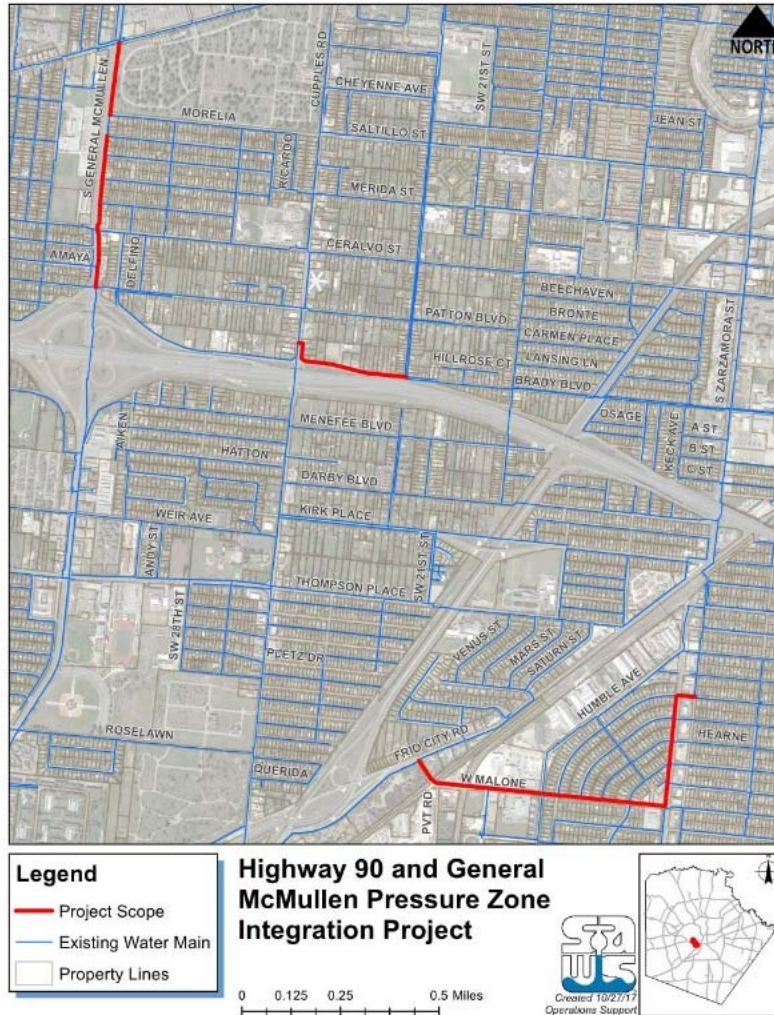 NORTH
S GENERAL MCMULLEN
CUPPLES RD
SW 21ST ST
CHEYENNE AVE
MORELIA
SALTILLO ST
JEAN ST
RICARDO
MERIDA ST
CERALVO ST
AMAYA
DELFINO
BEECHAVEN
PATTON BLVD
BRONTE
CARMEN PLACE
HILLROSE CT
LANSING LN
BRADY BLVD
S ZARZAMORA ST
MENEFEE BLVD
OSAGE
KECK AVE
A ST
B ST
C ST
AIKEN
HATTON
DARBY BLVD
WEIR AVE
KIRK PLACE
ANDY ST
SW 21ST ST
THOMPSON PLACE
SW 28TH ST
VENUS ST
MARS ST
SATURN ST
PLETZ DR
HUMBLE AVE
ROSELAWN
FRIO CITY RD
HEARNE
QUERIDA
W MALONE
PVT RD
Legend
Project Scope
Existing Water Main
Property Lines
Highway 90 and General
McMullen Pressure Zone
Integration Project
0 0.125 0.25 0.5 Miles
SAWS
Created 10/27/17
Operations Support